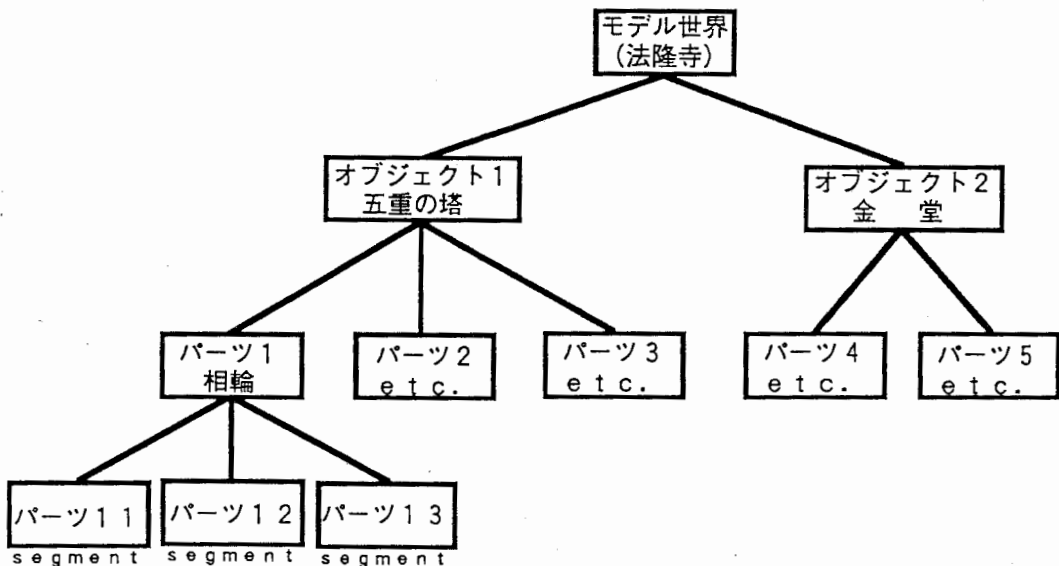 モデル世界
(法隆寺)
オブジェクト1
五重の塔
オブジェクト2
金　堂
パーツ1
相輪
パーツ2
etc.
パーツ3
etc.
パーツ4
etc.
パーツ5
etc.
パーツ11
segment
パーツ12
segment
パーツ13
segment